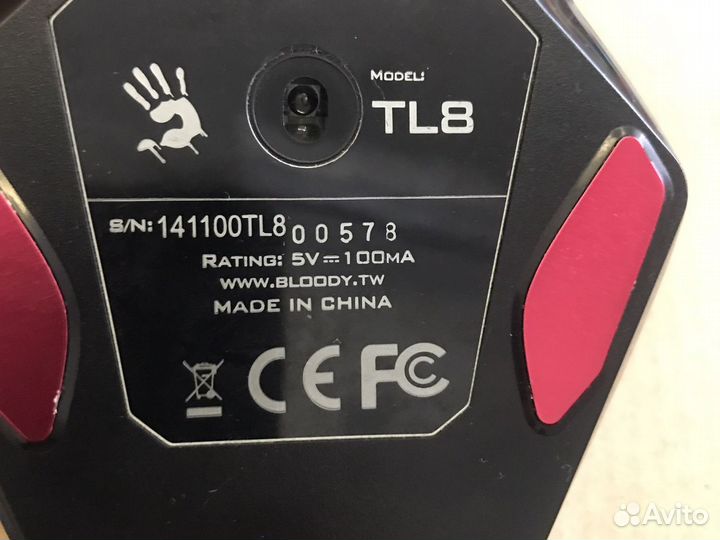 MODEL:
TL8
S/N: 141100TL8 00578
RATING: 5V⎓100MA
WWW.BLOODY.TW
MADE IN CHINA
CE FC
Avito